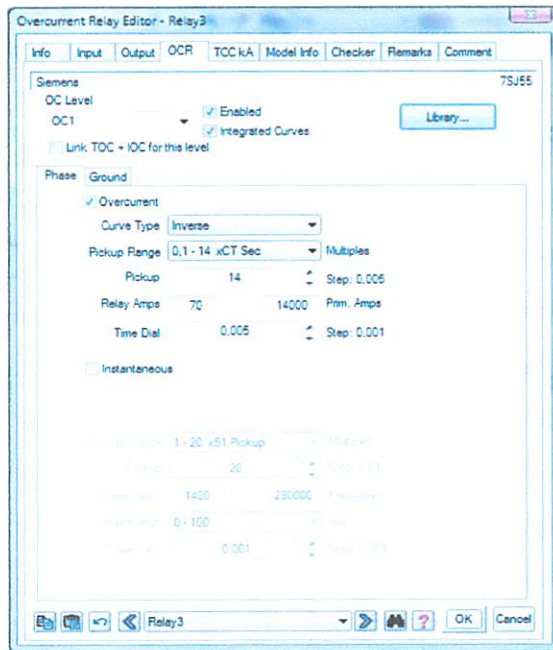 Overcurrent Relay Editor - Relay3
Info Input Output OCR TCC kA Model Info Checker Remarks Comment
Siemens 7SJ55
OC Level
OC1
Enabled
Integrated Curves
Library...
Link TOC + IOC for this level
Phase Ground
Overcurrent
Curve Type Inverse
Pickup Range 0,1 - 14 xCT Sec Multiples
Pickup 14 Step: 0,005
Relay Amps 70 14000 Prim. Amps
Time Dial 0,005 Step: 0,001
Instantaneous
1 - 20 x51 Pickup
20
1400 280000
0 - 100
0,001
Relay3 OK Cancel